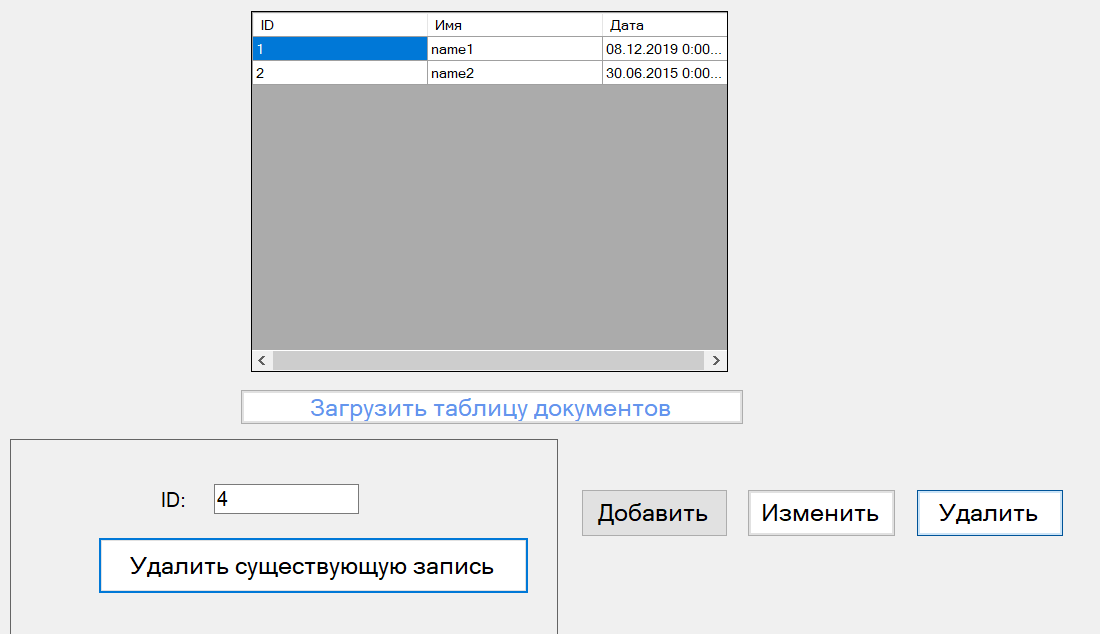 ID Имя Дата
1 name1 08.12.2019 0:00...
2 name2 30.06.2015 0:00...
Загрузить таблицу документов
ID: 4
Добавить Изменить Удалить
Удалить существующую запись